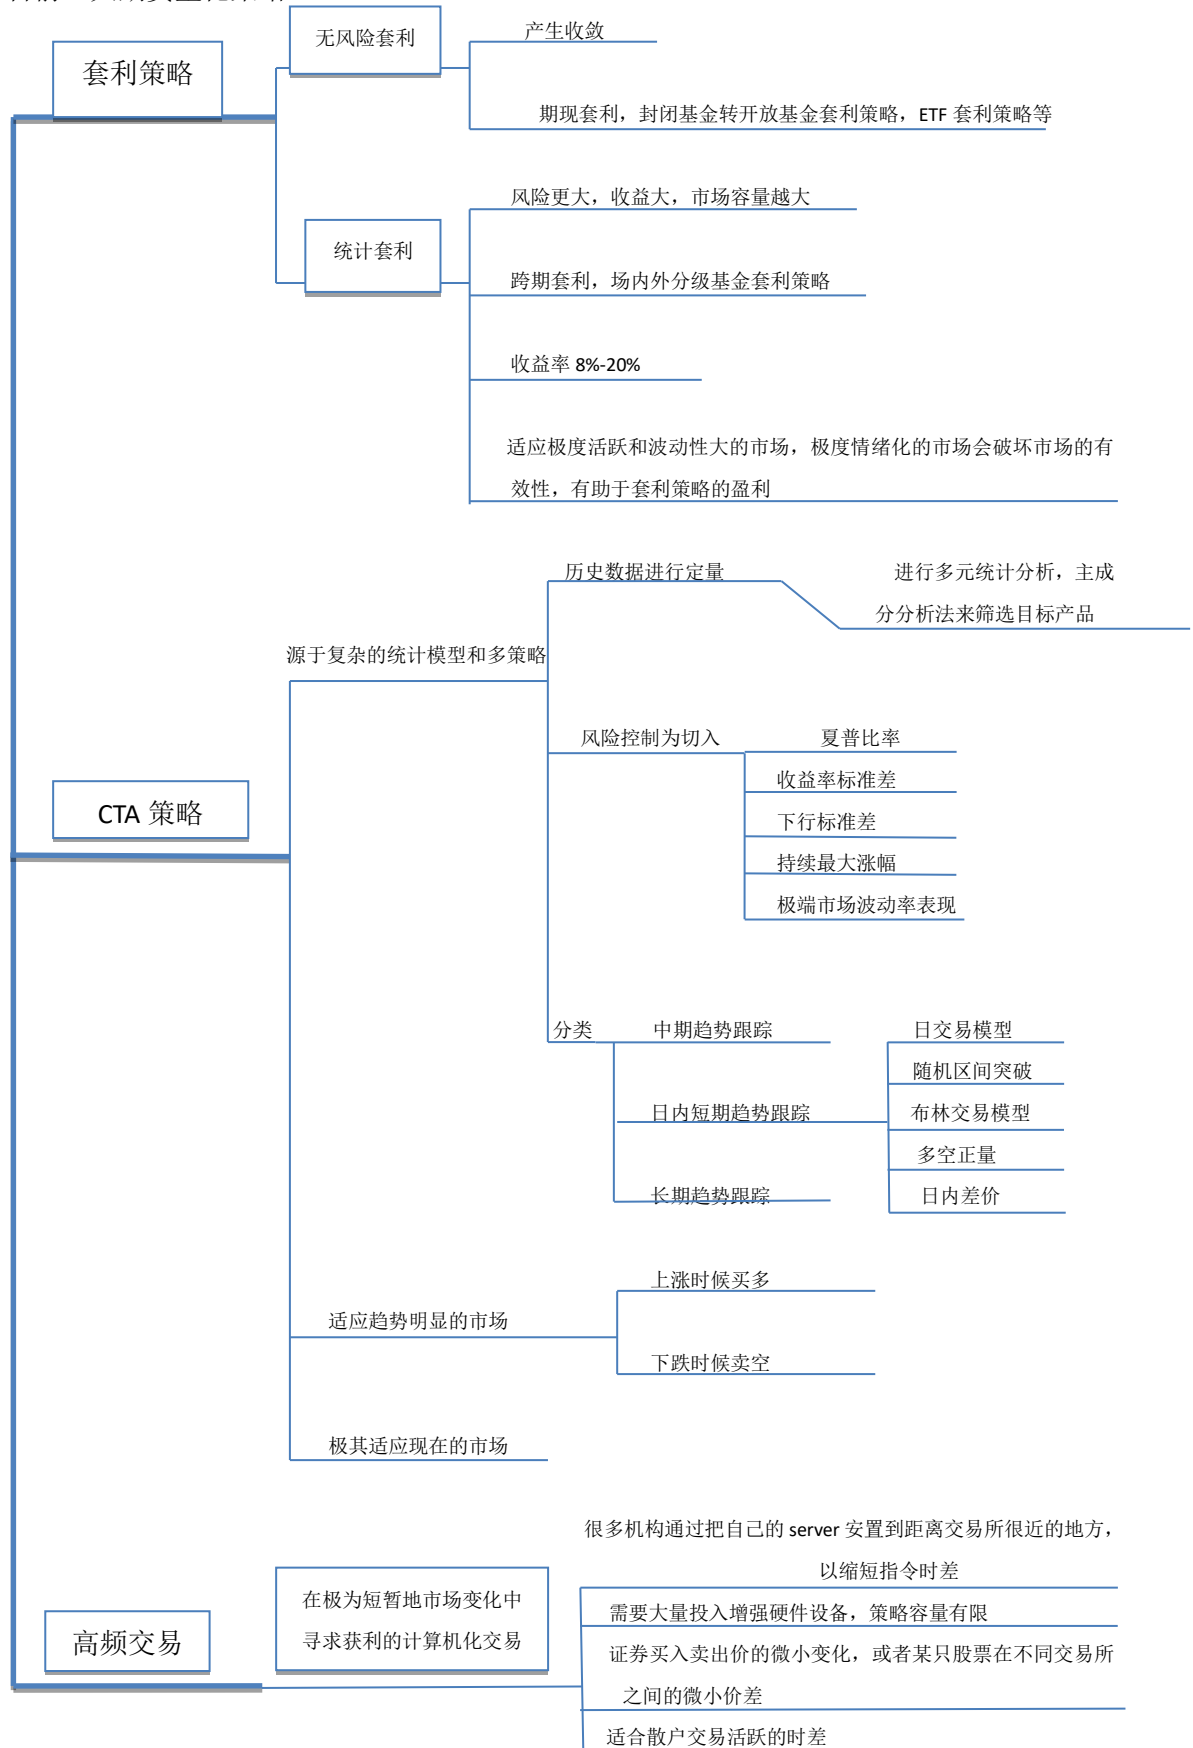 套利策略
无风险套利
产生收敛
期现套利，封闭基金转开放基金套利策略，ETF 套利策略等
统计套利
风险更大，收益大，市场容量越大
跨期套利，场内外分级基金套利策略
收益率 8%-20%
适应极度活跃和波动性大的市场，极度情绪化的市场会破坏市场的有
效性，有助于套利策略的盈利
CTA 策略
源于复杂的统计模型和多策略
历史数据进行定量
进行多元统计分析，主成
分分析法来筛选目标产品
风险控制为切入
夏普比率
收益率标准差
下行标准差
持续最大涨幅
极端市场波动率表现
分类
中期趋势跟踪
日内短期趋势跟踪
日交易模型
随机区间突破
布林交易模型
多空正量
日内差价
长期趋势跟踪
适应趋势明显的市场
上涨时候买多
下跌时候卖空
极其适应现在的市场
高频交易
在极为短暂地市场变化中
寻求获利的计算机化交易
很多机构通过把自己的 server 安置到距离交易所很近的地方，
以缩短指令时差
需要大量投入增强硬件设备，策略容量有限
证券买入卖出价的微小变化，或者某只股票在不同交易所
之间的微小价差
适合散户交易活跃的时差